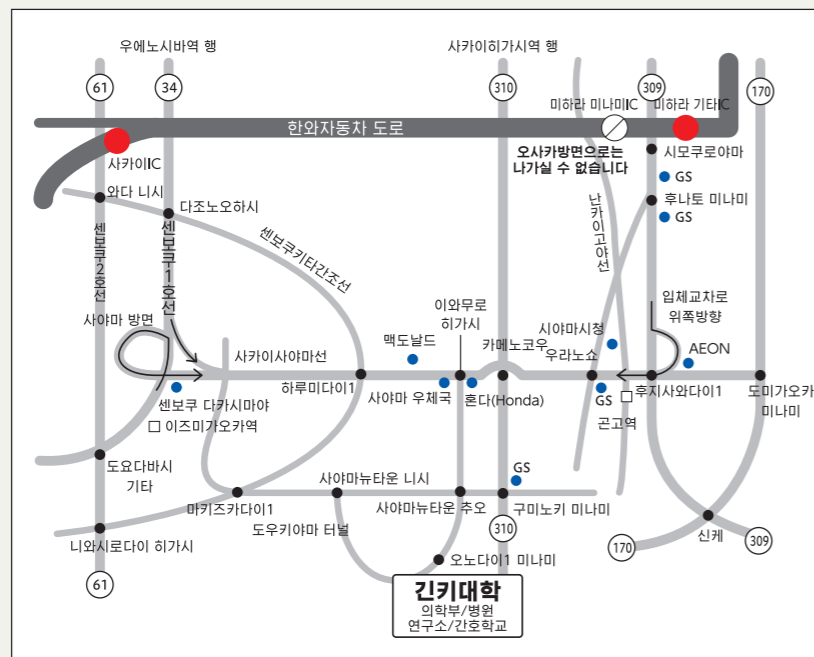 우에노시바역 행
사카이히가시역 행
61
34
310
309
170
미하라 미나미IC
미하라 기타IC
한와자동차 도로
사카이IC
오사카방면으로는
나가실 수 없습니다
시모쿠로야마
GS
와다 니시
다조노오하시
후나토 미나미
GS
센보쿠2호선
센보쿠1호선
센보쿠키타간조선
난카이고야선
사야마 방면
이와무로
히가시
입체교차로
위쪽방향
맥도날드
카메노코우
시야마시청
우라노쇼
AEON
사카이사야마선
하루미다이1
사야마 우체국
혼다(Honda)
GS
후지사와다이1
도미가오카
미나미
센보쿠 다카시마야
이즈미가오카역
곤고역
도요다바시
기타
사야마뉴타운 니시
GS
마키즈카다이1
사야마뉴타운 추오
구미노키 미나미
도우키야마 터널
니와시로다이 히가시
310
신케
170
309
오노다이1 미나미
61
긴키대학
의학부/병원
연구소/간호학교